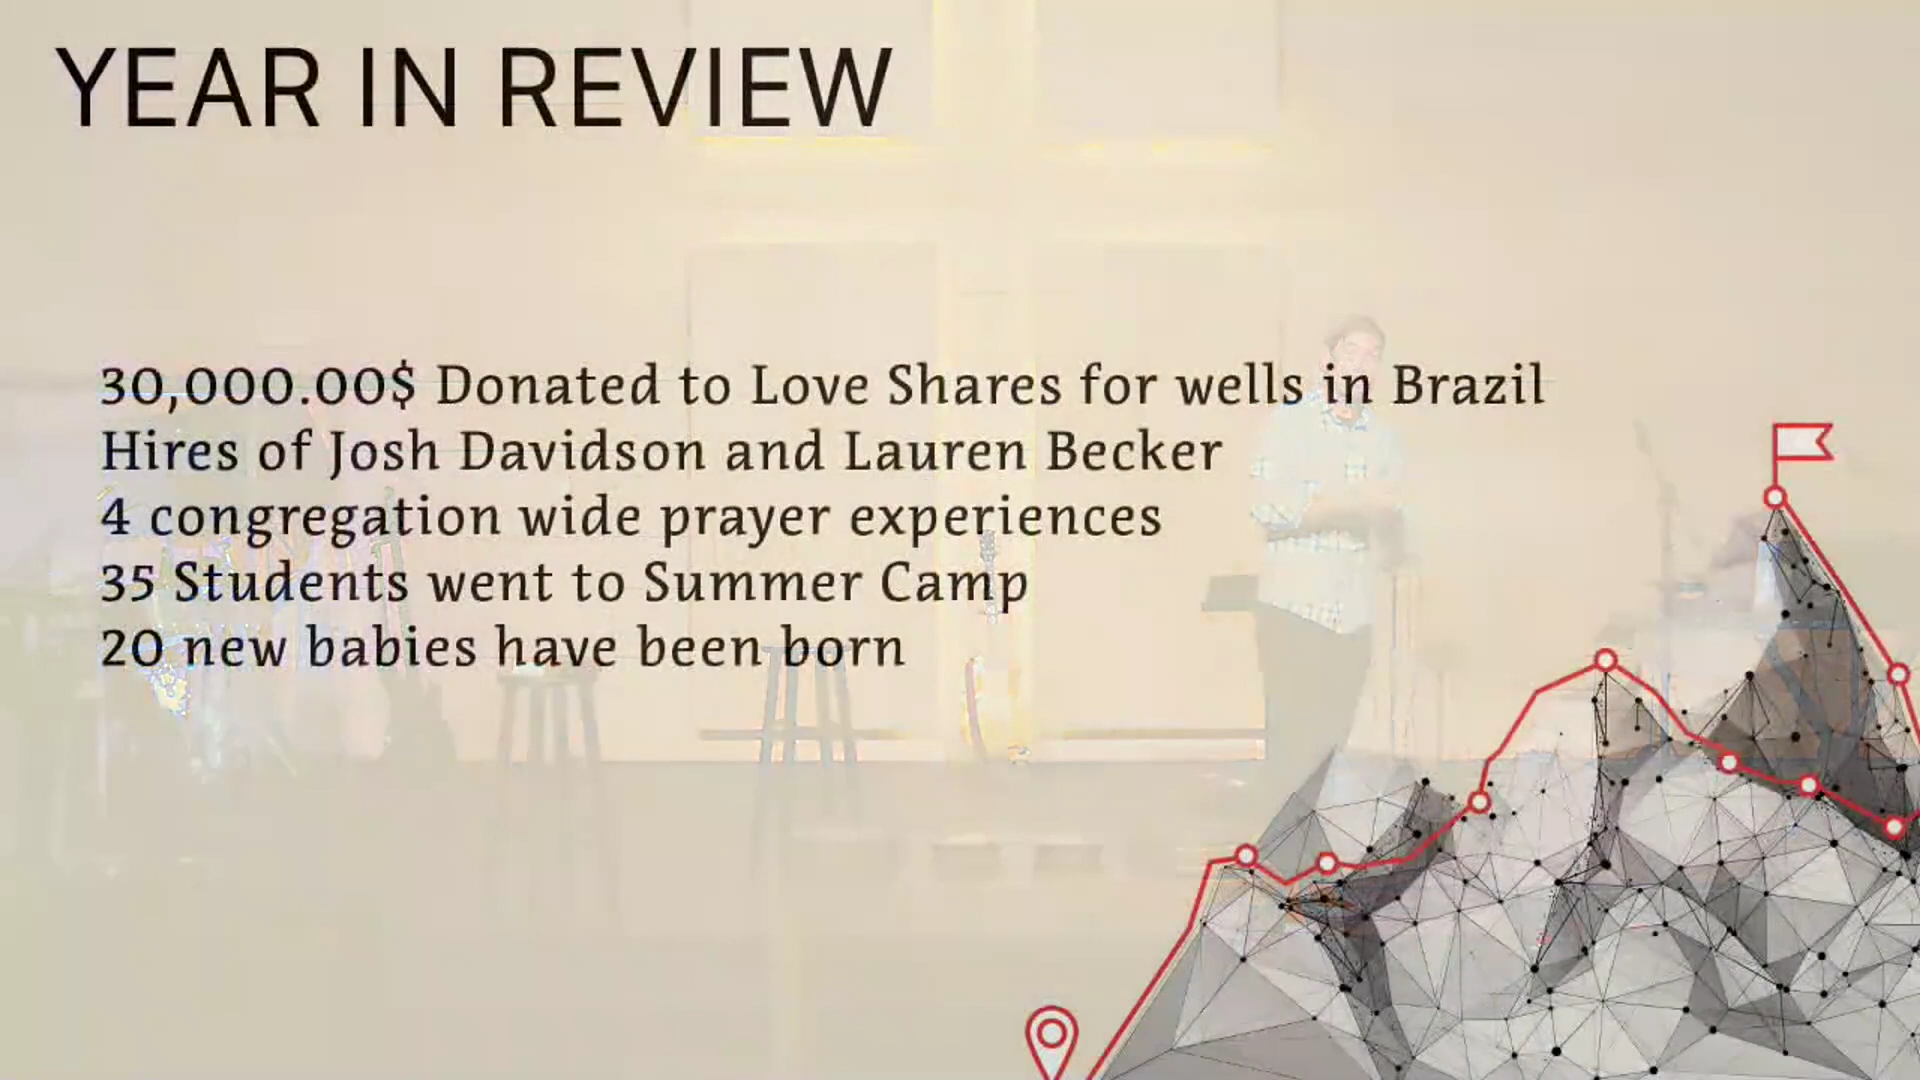 YEAR IN REVIEW
30,000.00$ Donated to Love Shares for wells in Brazil
Hires of Josh Davidson and Lauren Becker
4 congregation wide prayer experiences
35 Students went to Summer Camp
20 new babies have been born